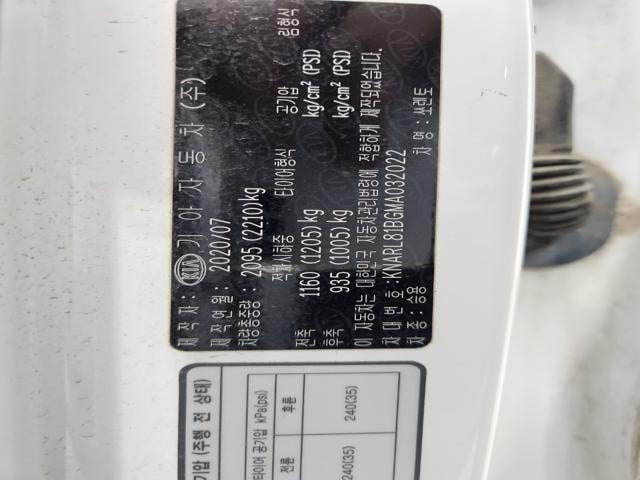 제 작 자 : KIA 기 아 자 동 차 (주)
제 작 연 월 : 2020/07
차량총중량 : 2095 (2210)kg
적차시하중 타이어형식 공기압 림형식
kg/cm² (PSI)
전축 1160 (1205)kg kg/cm² (PSI)
후축 935 (1005)kg
이 자동차는 대한민국 자동차관리법령에 적합하게 제작되었습니다.
차 대 번 호 : KNARL81BGMA032022
차 종 : 승용 차 명 : 쏘렌토
기압 (주행 전 상태)
타이어 공기압 kPa(psi)
전륜 후륜
240(35) 240(35)